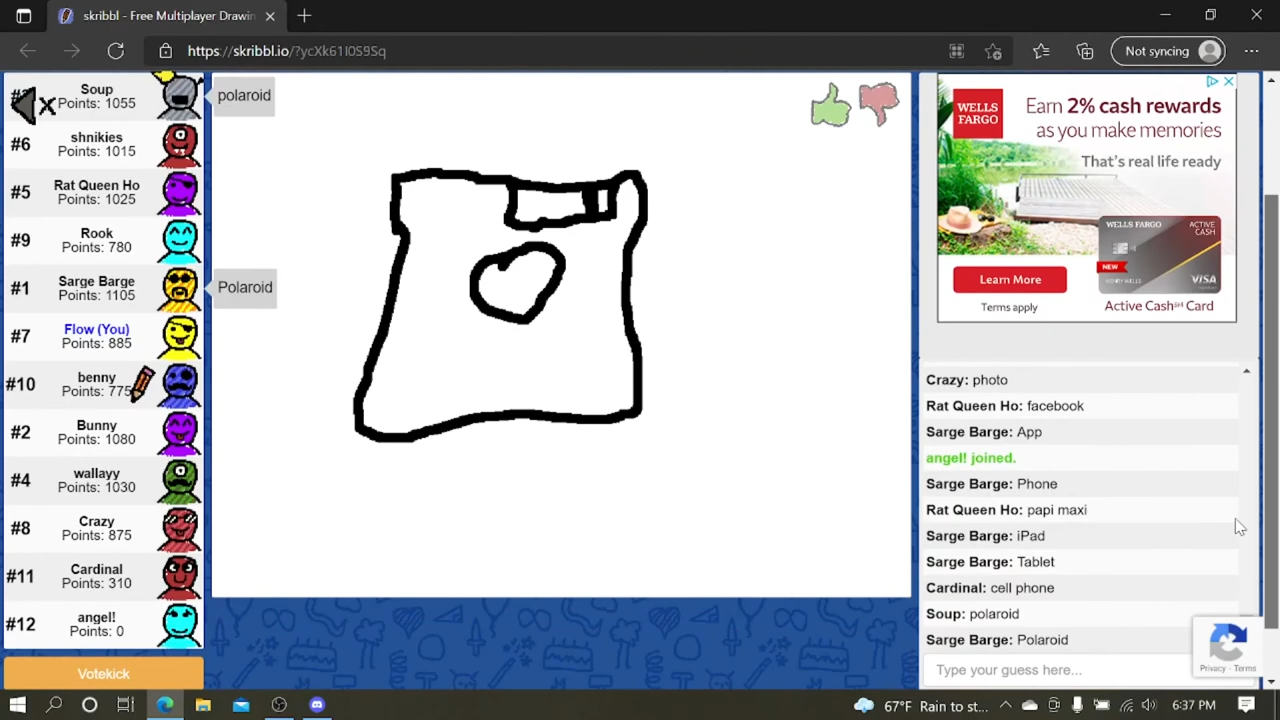 skribbl - Free Multiplayer Drawin
https://skribbl.io/?ycXk61I0S9Sq
Not syncing
Soup
Points: 1055
polaroid
#6
shnikies
Points: 1015
#5
Rat Queen Ho
Points: 1025
#9
Rook
Points: 780
#1
Sarge Barge
Points: 1105
Polaroid
#7
Flow (You)
Points: 885
#10
benny
Points: 775
#2
Bunny
Points: 1080
#4
wallayy
Points: 1030
#8
Crazy
Points: 875
#11
Cardinal
Points: 310
#12
angel!
Points: 0
Votekick
WELLS
FARGO
Earn 2% cash rewards
as you make memories
That's real life ready
WELLS FARGO
ACTIVE
CASH
NEW
VISA
Learn More
Terms apply
Active Cash℠ Card
Crazy: photo
Rat Queen Ho: facebook
Sarge Barge: App
angel! joined.
Sarge Barge: Phone
Rat Queen Ho: papi maxi
Sarge Barge: iPad
Sarge Barge: Tablet
Cardinal: cell phone
Soup: polaroid
Sarge Barge: Polaroid
Type your guess here...
Privacy - Terms
67°F Rain to st...
6:37 PM